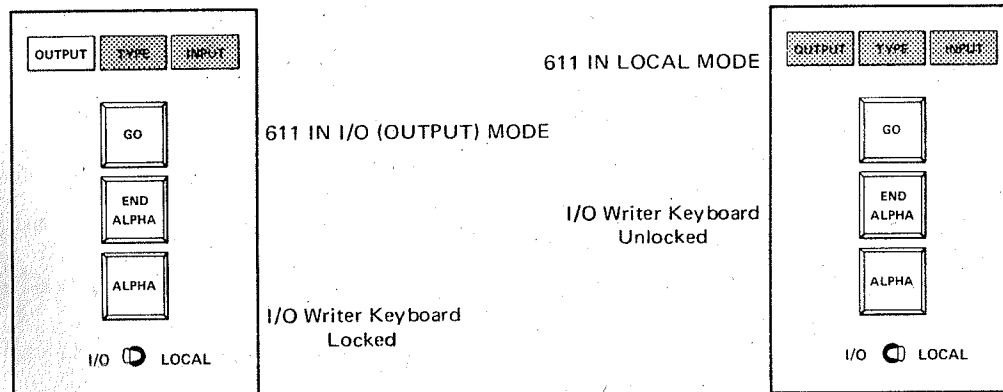 OUTPUT TYPE INPUT
GO
END
ALPHA
ALPHA
I/O LOCAL
611 IN I/O (OUTPUT) MODE
I/O Writer Keyboard
Locked
611 IN LOCAL MODE
I/O Writer Keyboard
Unlocked
OUTPUT TYPE INPUT
GO
END
ALPHA
ALPHA
I/O LOCAL